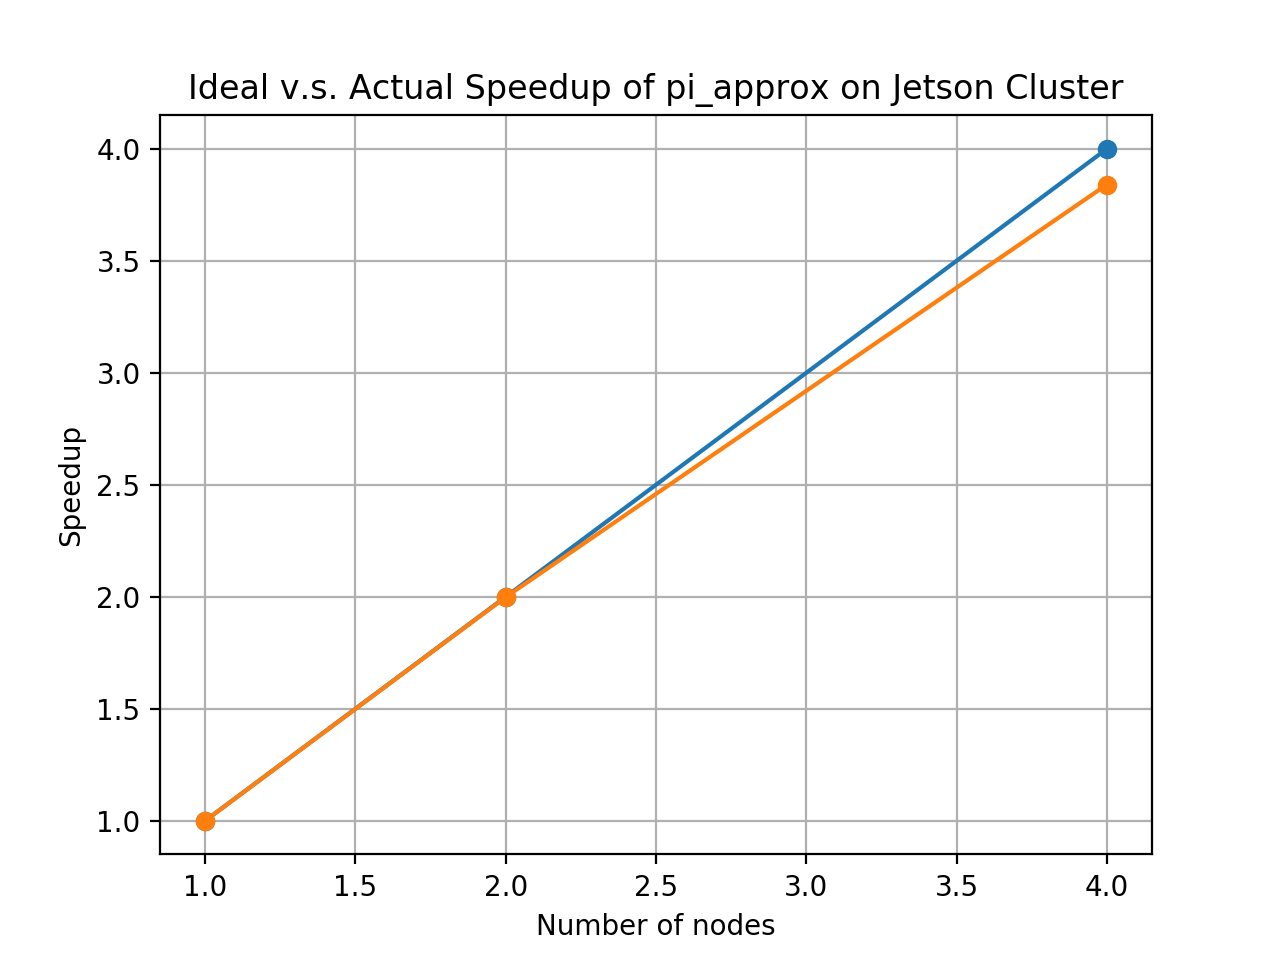 Ideal v.s. Actual Speedup of pi_approx on Jetson Cluster
4.0
3.5
3.0
2.5
2.0
1.5
1.0
Speedup
1.0 1.5 2.0 2.5 3.0 3.5 4.0
Number of nodes